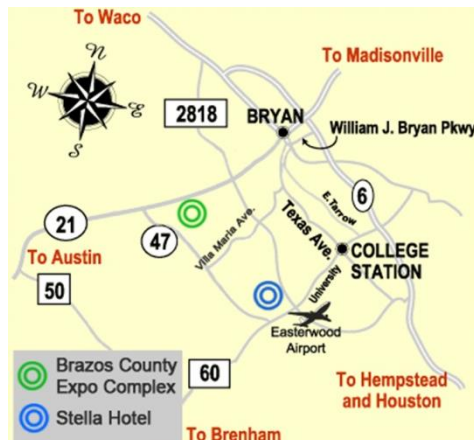 To Waco
To Madisonville
N
W
E
S
2818
BRYAN
William J. Bryan Pkwy
21
47
Villa Maria Ave.
E. Tarrow
6
Texas Ave.
To Austin
COLLEGE
STATION
50
University
Easterwood
Airport
60
Brazos County
Expo Complex
Stella Hotel
To Hempstead
and Houston
To Brenham